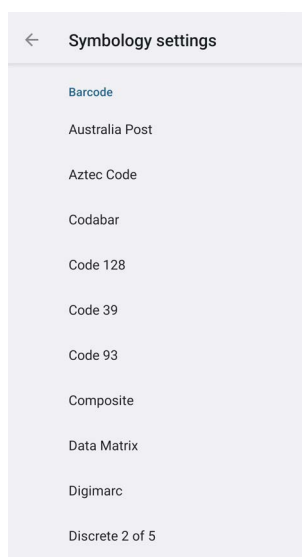 Symbology settings
Barcode
Australia Post
Aztec Code
Codabar
Code 128
Code 39
Code 93
Composite
Data Matrix
Digimarc
Discrete 2 of 5